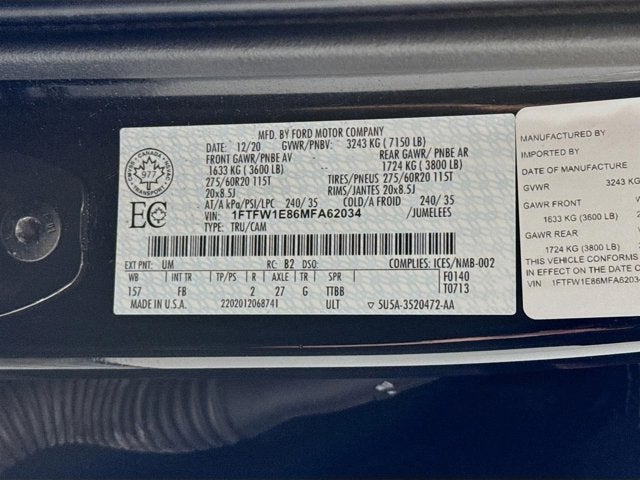 MFD. BY FORD MOTOR COMPANY
DATE: 12/20 GVWR/PNBV: 3243 KG ( 7150 LB)
FRONT GAWR/PNBE AV REAR GAWR/ PNBE AR
1633 KG ( 3600 LB) 1724 KG ( 3800 LB)
275/60R20 115T TIRES/PNEUS 275/60R20 115T
20x8.5J RIMS/JANTES 20x8.5J
AT/A kPa/PSI/LPC 240/ 35 COLD/A FROID 240/ 35
VIN: 1FTFW1E86MFA62034 /JUMELEES
TYPE: TRU/CAM
CANADA
977
TRANSPORT
EC
EXT PNT: UM RC: B2 DSO: COMPLIES: ICES/NMB-002
WB INT TR TP/PS R AXLE TR SPR F0140
157 FB 2 27 G TTBB T0713
MADE IN U.S.A. 2202012068741 ULT 5U5A-3520472-AA
MANUFACTURED BY
IMPORTED BY
DATE OF MANUFACTURE
GVWR 3243 KG
GAWR FRONT
1633 KG (3600 LB)
GAWR REAR
1724 KG (3800 LB)
THIS VEHICLE CONFORMS
IN EFFECT ON THE DATE O
VIN 1FTFW1E86MFA62034